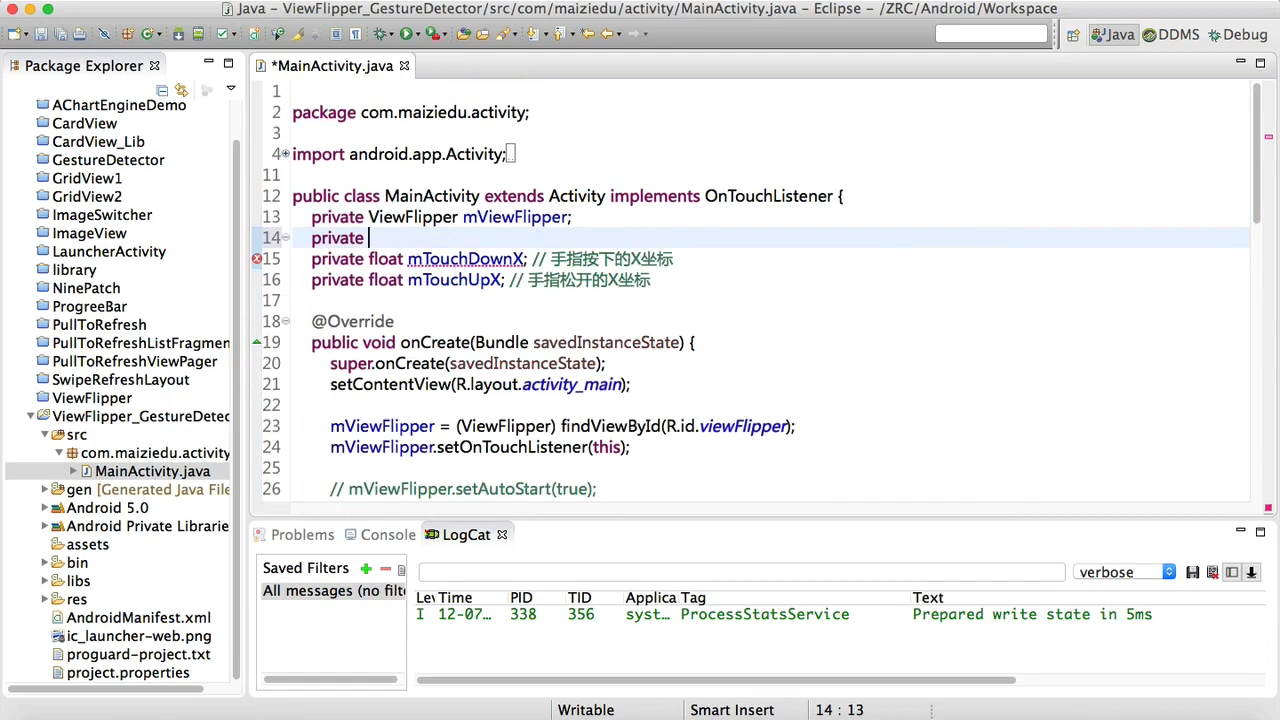 Java – ViewFlipper_GestureDetector/src/com/maiziedu/activity/MainActivity.java – Eclipse – /ZRC/Android/Workspace
Java
DDMS
Debug
Package Explorer
AChartEngineDemo
CardView
CardView_Lib
GestureDetector
GridView1
GridView2
ImageSwitcher
ImageView
LauncherActivity
library
NinePatch
ProgreeBar
PullToRefresh
PullToRefreshListFragmen
PullToRefreshViewPager
SwipeRefreshLayout
ViewFlipper
ViewFlipper_GestureDetec
src
com.maiziedu.activity
MainActivity.java
gen [Generated Java File
Android 5.0
Android Private Librarie
assets
bin
libs
res
AndroidManifest.xml
ic_launcher-web.png
proguard-project.txt
project.properties
*MainActivity.java
1
2 package com.maiziedu.activity;
3
4 import android.app.Activity;
11
12 public class MainActivity extends Activity implements OnTouchListener {
13 private ViewFlipper mViewFlipper;
14 private
15 private float mTouchDownX; // 手指按下的X坐标
16 private float mTouchUpX; // 手指松开的X坐标
17
18 @Override
19 public void onCreate(Bundle savedInstanceState) {
20 super.onCreate(savedInstanceState);
21 setContentView(R.layout.activity_main);
22
23 mViewFlipper = (ViewFlipper) findViewById(R.id.viewFlipper);
24 mViewFlipper.setOnTouchListener(this);
25
26 // mViewFlipper.setAutoStart(true);
Problems Console LogCat
Saved Filters
All messages (no filte
verbose
Le Time PID TID Applica Tag Text
I 12-07... 338 356 syst... ProcessStatsService Prepared write state in 5ms
Writable Smart Insert 14 : 13